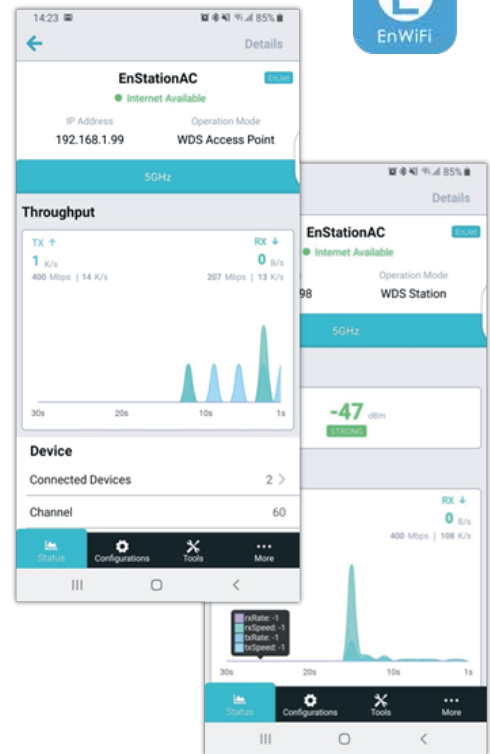 EnWiFi
14:23
85%
Details
EnStationAC
EnJet
Internet Available
IP Address
Operation Mode
192.168.1.99
WDS Access Point
5GHz
Throughput
TX ↑
RX ↓
1 K/s
0 B/s
400 Mbps | 14 K/s
207 Mbps | 13 K/s
30s
20s
10s
1s
Device
Connected Devices
2 >
Channel
60
Status
Configurations
Tools
More
85%
Details
EnStationAC
EnJet
Internet Available
Operation Mode
98
WDS Station
5GHz
-47 dBm
STRONG
RX ↓
0 B/s
400 Mbps | 108 K/s
rxRate: -1
rxSpeed: -1
txRate: -1
txSpeed: -1
30s
20s
10s
1s
Status
Configurations
Tools
More